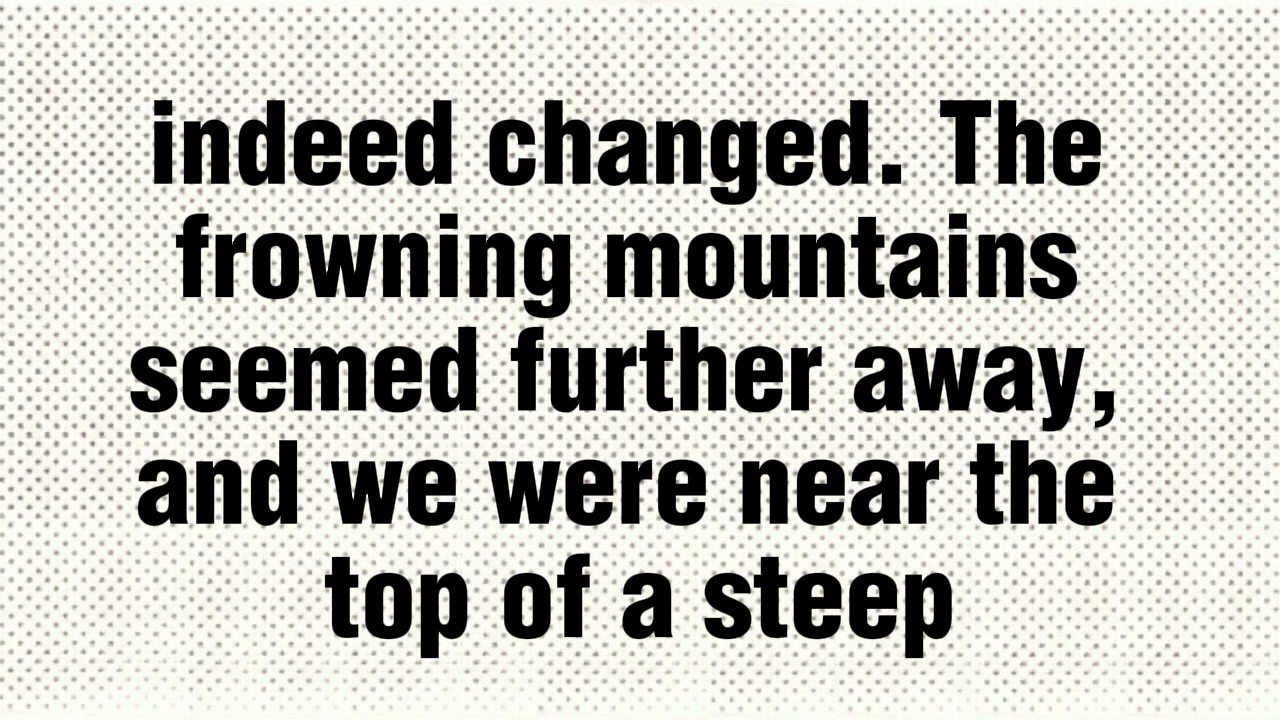 indeed changed. The
frowning mountains
seemed further away,
and we were near the
top of a steep